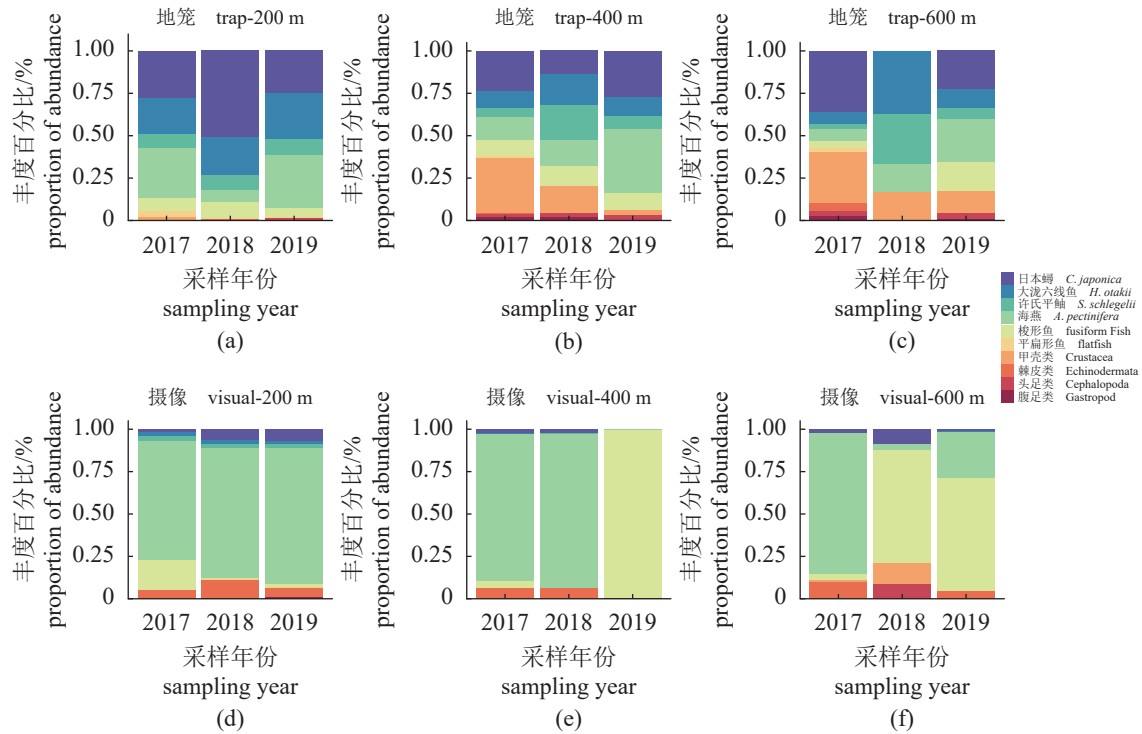 地笼 trap-200 m
丰度百分比/%
proportion of abundance
1.00
0.75
0.50
0.25
0
2017 2018 2019
采样年份
sampling year
(a)
地笼 trap-400 m
丰度百分比/%
proportion of abundance
1.00
0.75
0.50
0.25
0
2017 2018 2019
采样年份
sampling year
(b)
地笼 trap-600 m
丰度百分比/%
proportion of abundance
1.00
0.75
0.50
0.25
0
2017 2018 2019
采样年份
sampling year
(c)
日本蟳 C. japonica
大泷六线鱼 H. otakii
许氏平鲉 S. schlegelii
海燕 A. pectinifera
梭形鱼 fusiform Fish
平扁形鱼 flatfish
甲壳类 Crustacea
棘皮类 Echinodermata
头足类 Cephalopoda
腹足类 Gastropod
摄像 visual-200 m
丰度百分比/%
proportion of abundance
1.00
0.75
0.50
0.25
0
2017 2018 2019
采样年份
sampling year
(d)
摄像 visual-400 m
丰度百分比/%
proportion of abundance
1.00
0.75
0.50
0.25
0
2017 2018 2019
采样年份
sampling year
(e)
摄像 visual-600 m
丰度百分比/%
proportion of abundance
1.00
0.75
0.50
0.25
0
2017 2018 2019
采样年份
sampling year
(f)